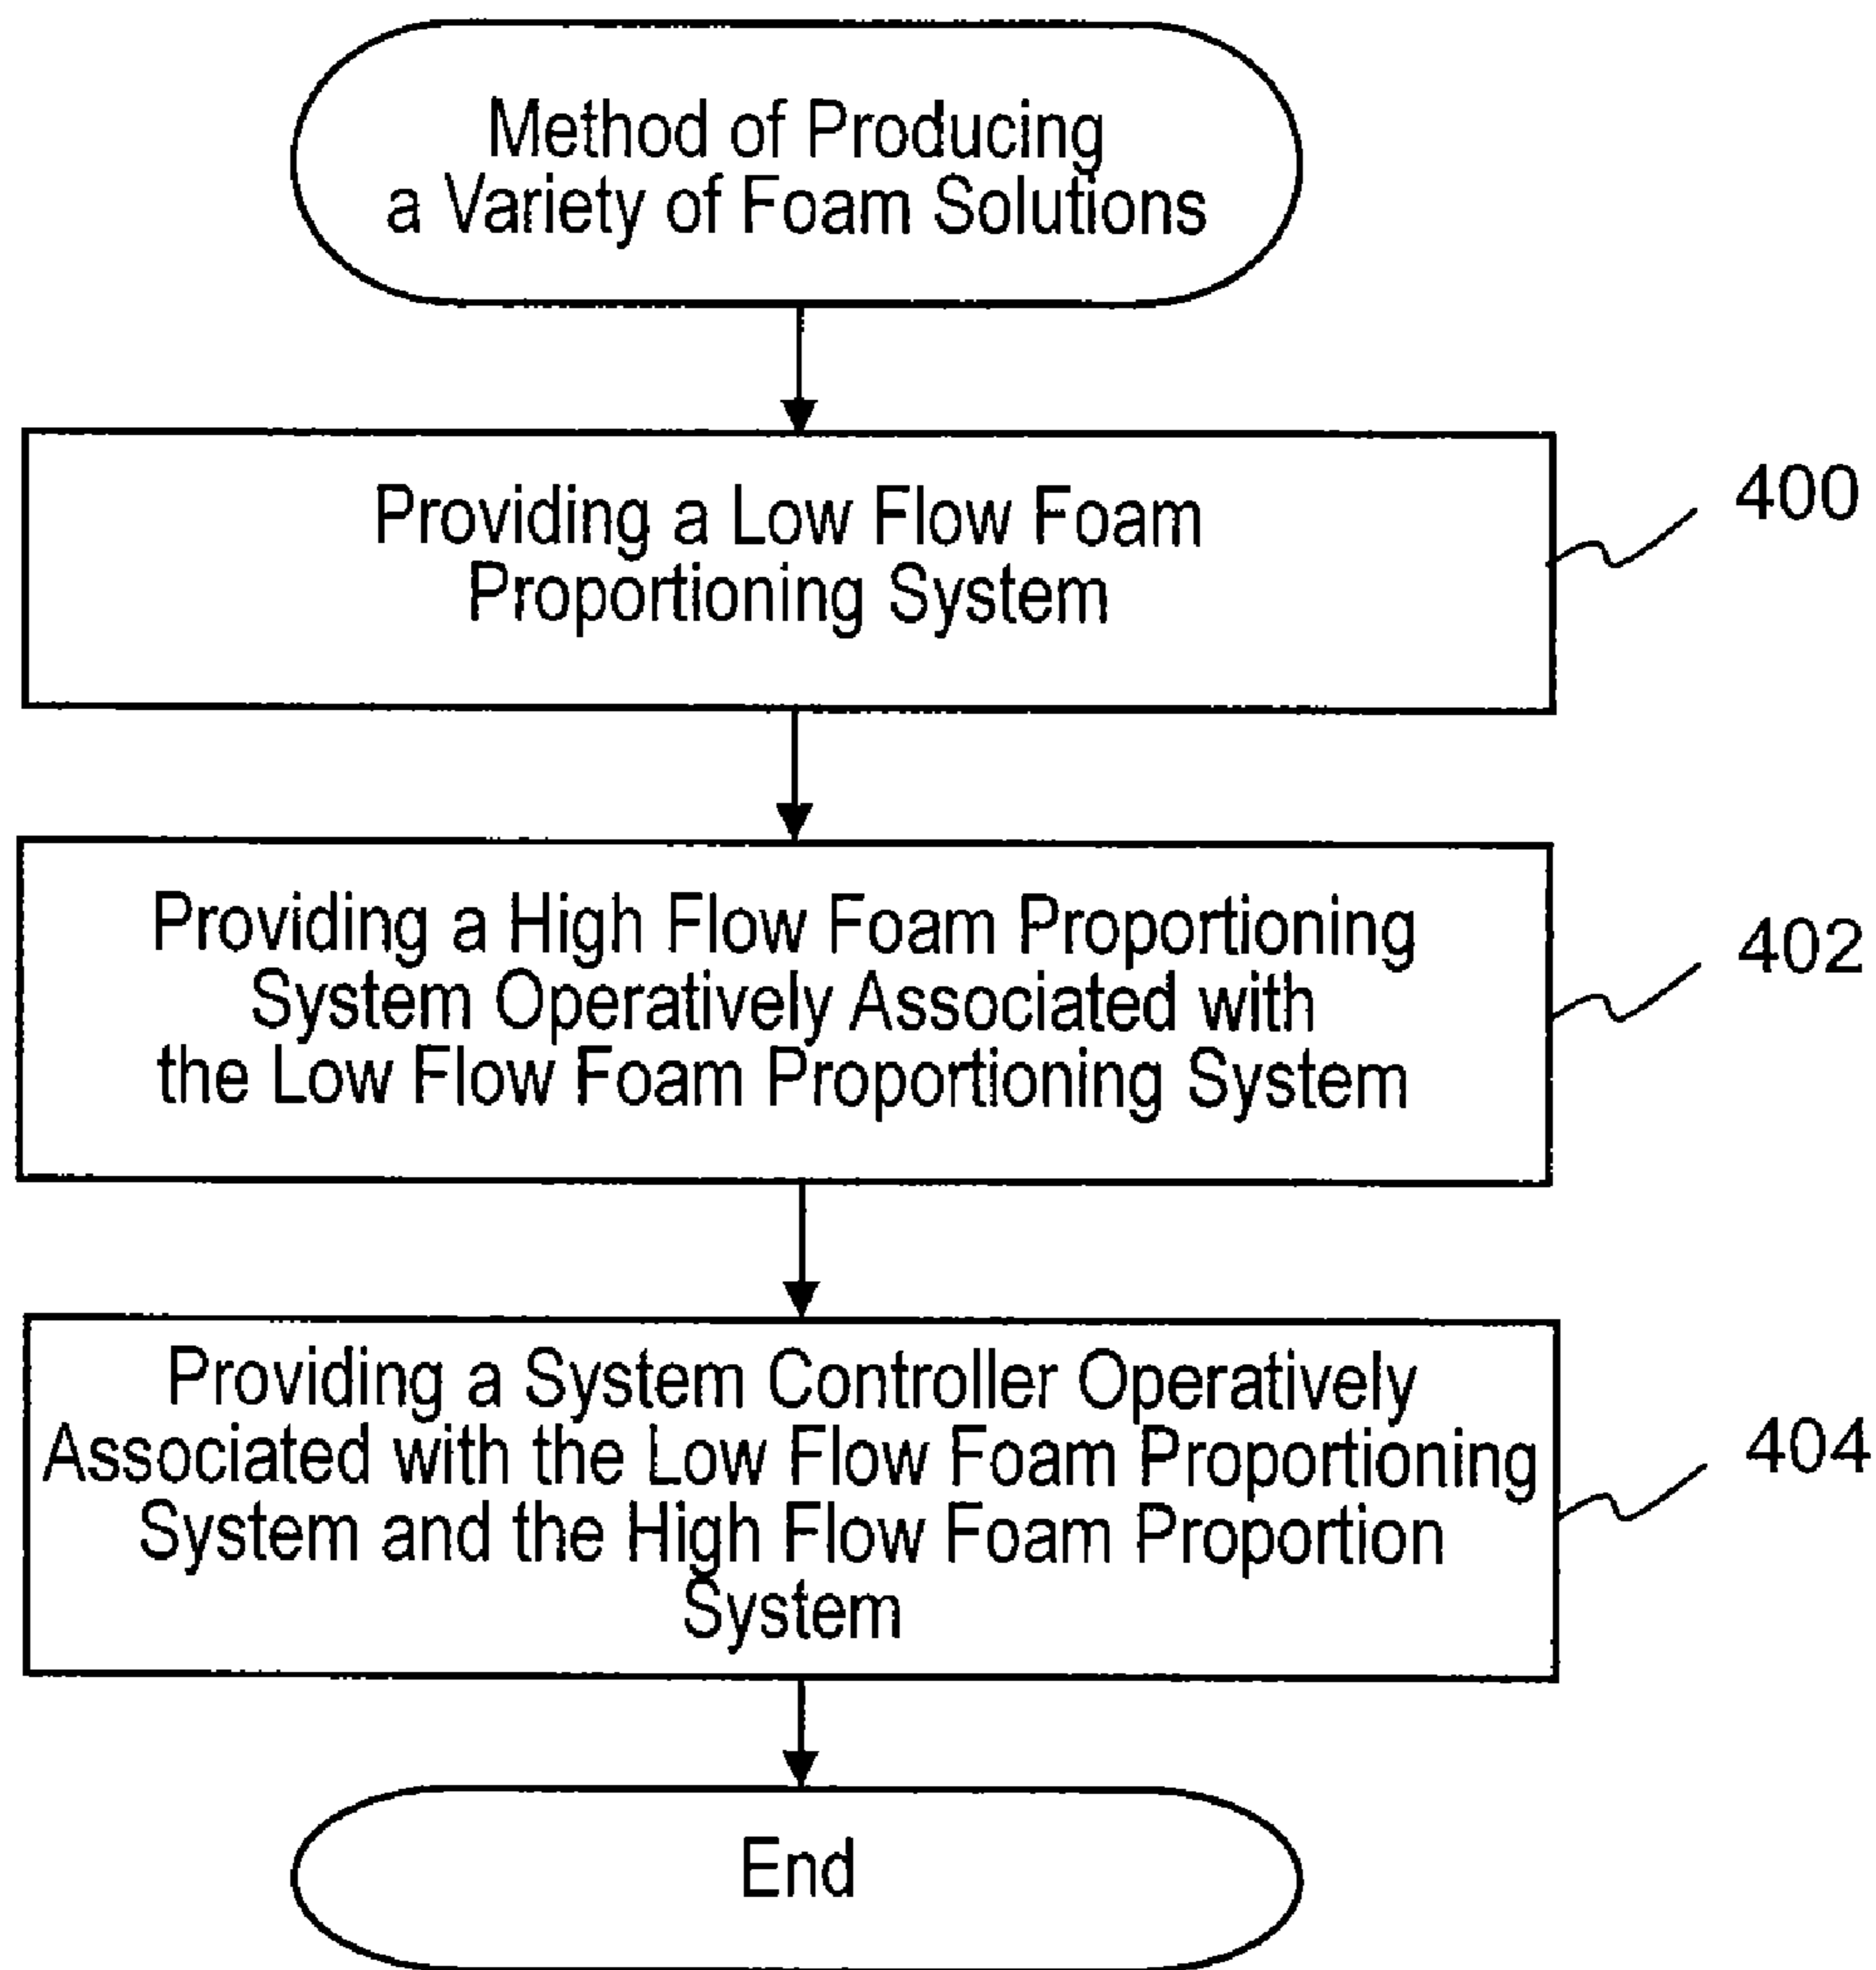 Method of Producing
a Variety of Foam Solutions
Providing a Low Flow Foam
Proportioning System
400
Providing a High Flow Foam Proportioning
System Operatively Associated with
the Low Flow Foam Proportioning System
402
Providing a System Controller Operatively
Associated with the Low Flow Foam Proportioning
System and the High Flow Foam Proportion
System
404
End